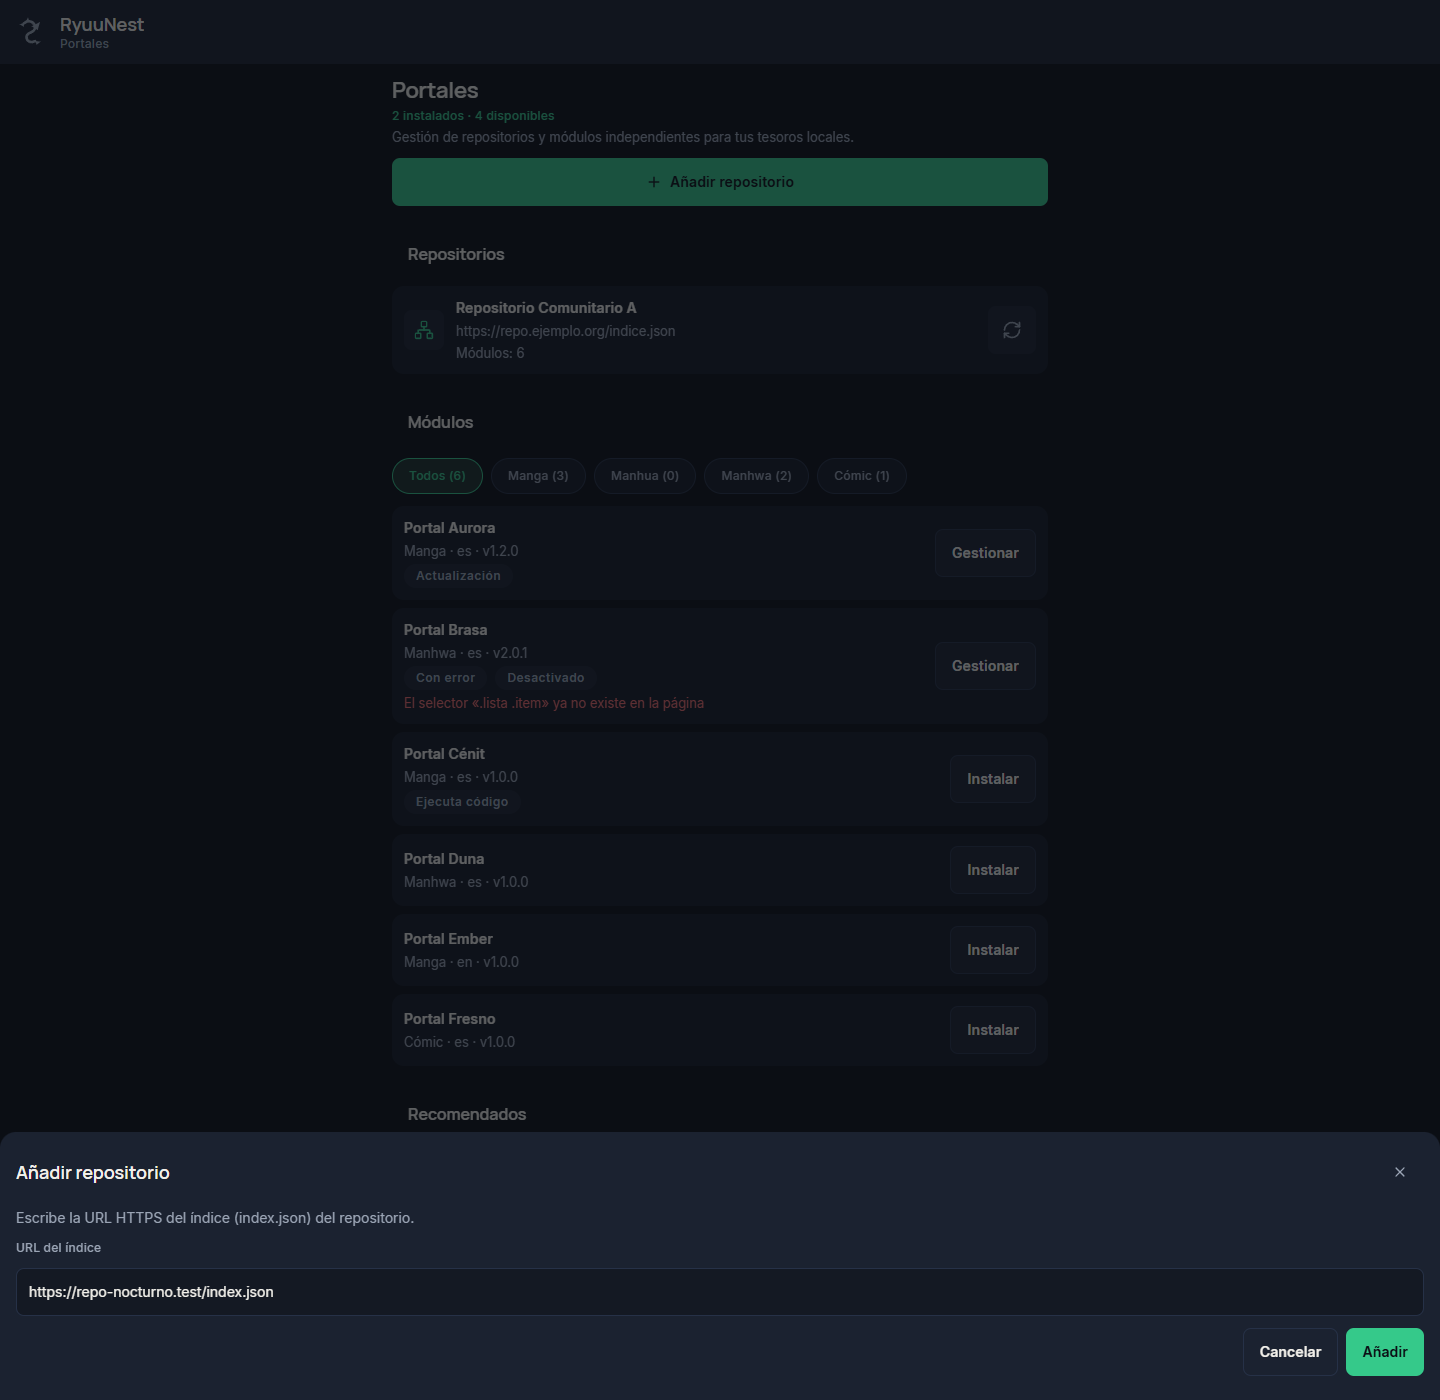 RyuuNest
Portales
Portales
2 instalados · 4 disponibles
Gestión de repositorios y módulos independientes para tus tesoros locales.
+ Añadir repositorio
Repositorios
Repositorio Comunitario A
https://repo.ejemplo.org/indice.json
Módulos: 6
Módulos
Todos (6) Manga (3) Manhua (0) Manhwa (2) Cómic (1)
Portal Aurora
Manga · es · v1.2.0
Actualización
Gestionar
Portal Brasa
Manhwa · es · v2.0.1
Con error Desactivado
El selector «.lista .item» ya no existe en la página
Gestionar
Portal Cénit
Manga · es · v1.0.0
Ejecuta código
Instalar
Portal Duna
Manhwa · es · v1.0.0
Instalar
Portal Ember
Manga · en · v1.0.0
Instalar
Portal Fresno
Cómic · es · v1.0.0
Instalar
Recomendados
Añadir repositorio
Escribe la URL HTTPS del índice (index.json) del repositorio.
URL del índice
https://repo-nocturno.test/index.json
Cancelar Añadir